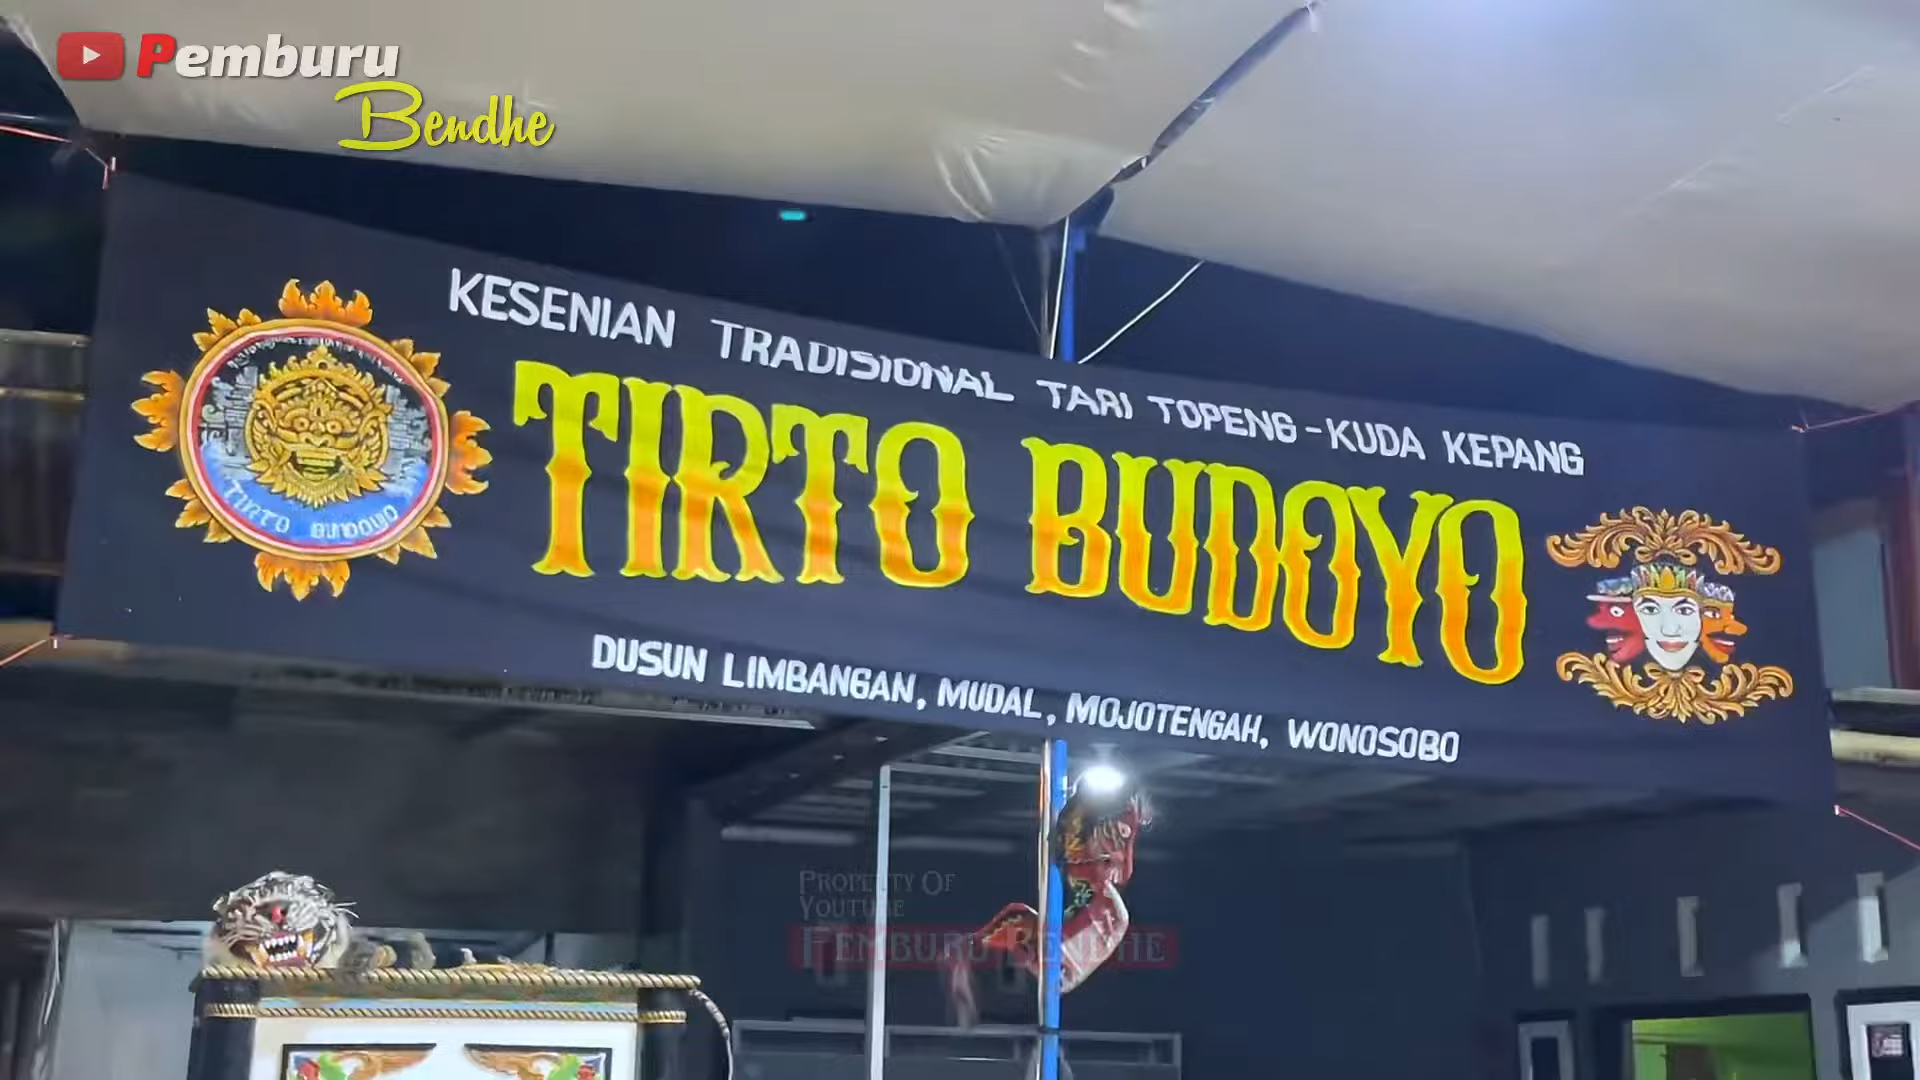 Pemburu
Bendhe
KESENIAN TRADISIONAL TARI TOPENG - KUDA KEPANG
TIRTO BUDOYO
TIRTO BUDOYO
DUSUN LIMBANGAN, MUDAL, MOJOTENGAH, WONOSOBO
PROPERTY OF
YOUTUBE
PEMBURU BENDHE